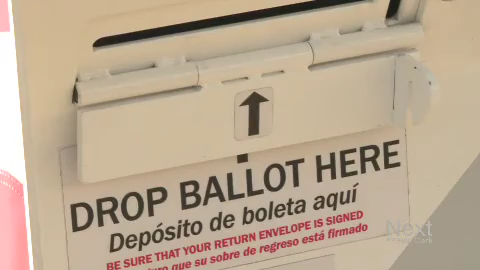 DROP BALLOT HERE
Depósito de boleta aquí
BE SURE THAT YOUR RETURN ENVELOPE IS SIGNED
que su sobre de regreso está firmado
Next